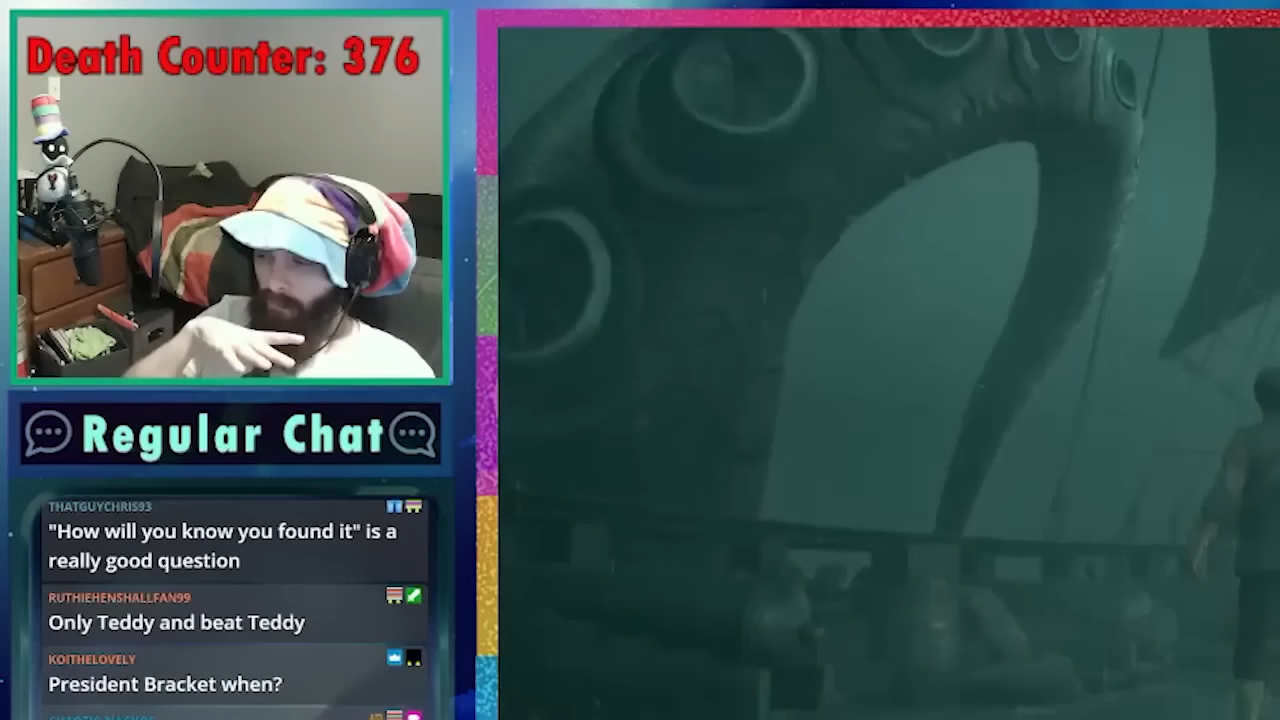 Death Counter: 376
Regular Chat
THATGUYCHRIS93
"How will you know you found it" is a
really good question
RUTHIEHENSHALLFAN99
Only Teddy and beat Teddy
KOITHELOVELY
President Bracket when?